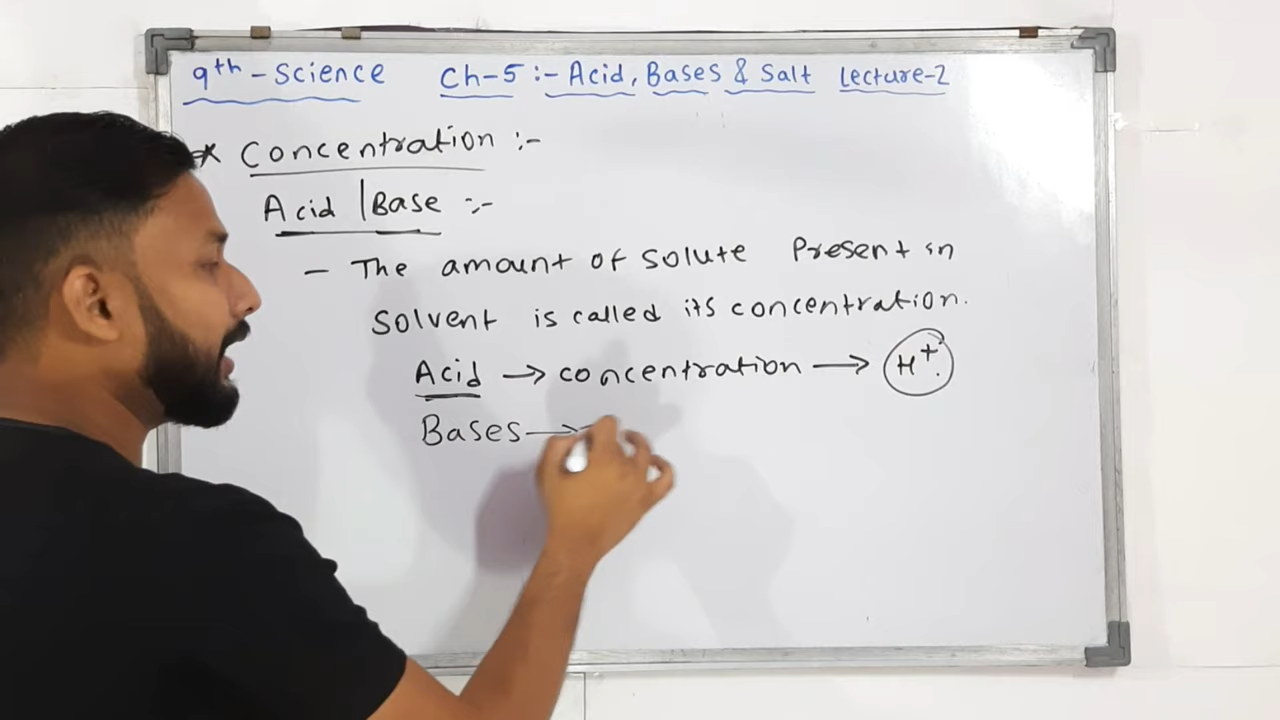 9th - Science Ch-5 :- Acid, Bases & Salt Lecture-2
* Concentration :-
Acid | Base :-
- The amount of solute Present in
solvent is called its concentration.
Acid → concentration → H+.
Bases →